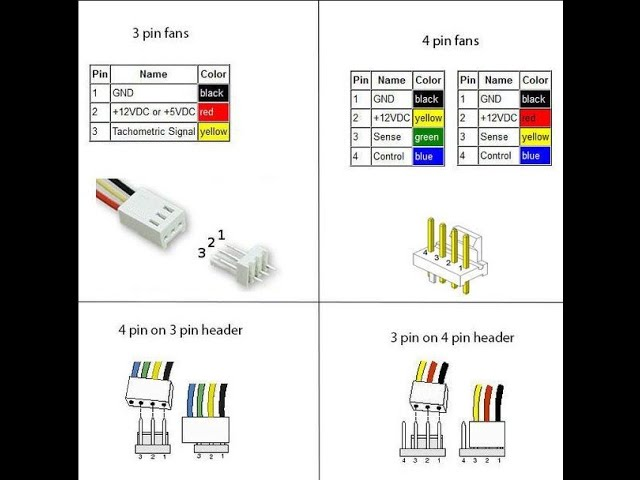 3 pin fans
Pin Name Color
1 GND black
2 +12VDC or +5VDC red
3 Tachometric Signal yellow
1
2
3
4 pin fans
Pin Name Color
1 GND black
2 +12VDC yellow
3 Sense green
4 Control blue
Pin Name Color
1 GND black
2 +12VDC red
3 Sense yellow
4 Control blue
4 3 2 1
4 pin on 3 pin header
3 2 1
3 2 1
3 pin on 4 pin header
4 3 2 1
4 3 2 1